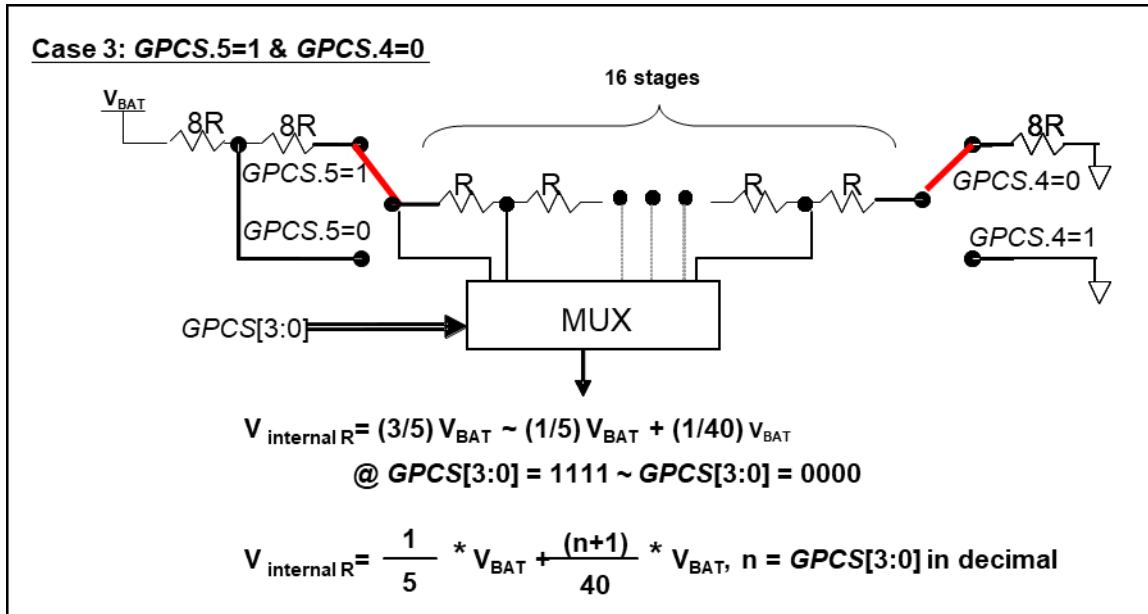 Case 3: GPCS.5=1 & GPCS.4=0
16 stages
VBAT
8R
8R
8R
GPCS.5=1
R
R
R
R
GPCS.4=0
GPCS.5=0
GPCS.4=1
GPCS[3:0]
MUX
V internal R= (3/5) VBAT ~ (1/5) VBAT + (1/40) VBAT
@ GPCS[3:0] = 1111 ~ GPCS[3:0] = 0000
V internal R= 1/5 * VBAT + (n+1)/40 * VBAT, n = GPCS[3:0] in decimal